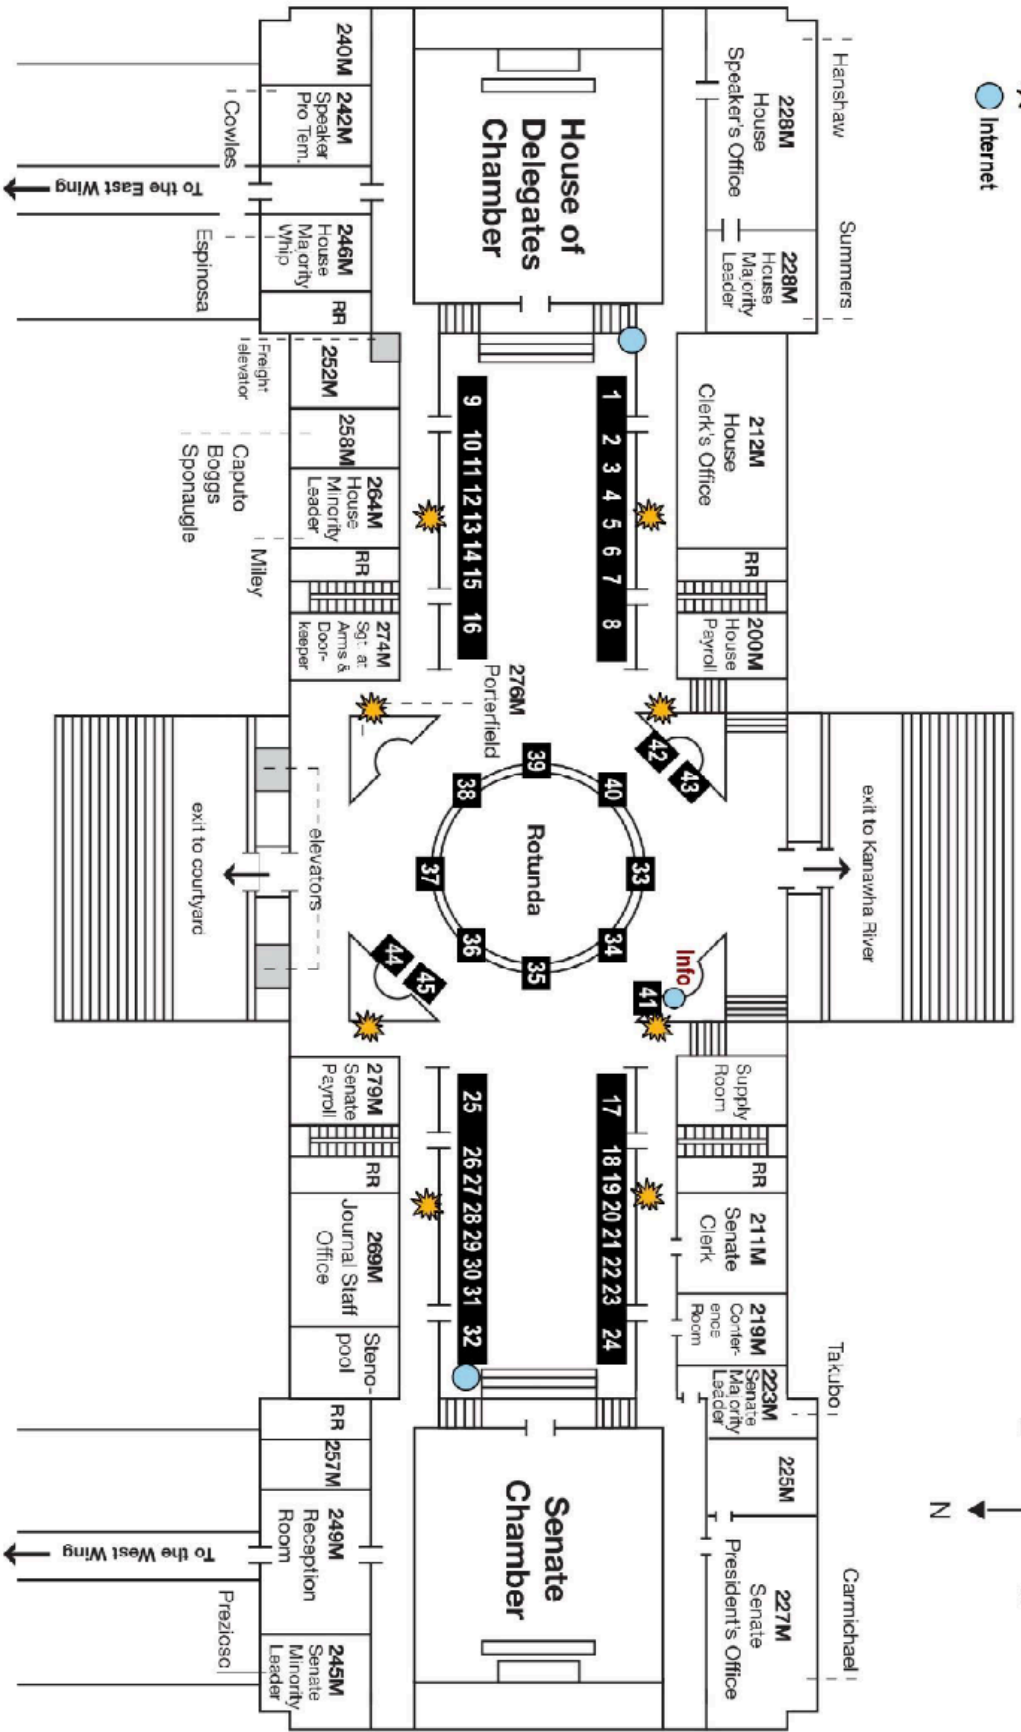 Internet
Hanshaw
Summers
228M
House
Speaker's Office
228M
House
Majority
Leader
212M
House
Clerk's Office
RR
200M
House
Payroll
House of
Delegates
Chamber
240M
242M
Speaker
Pro Tem.
Cowles
To the East Wing
246M
House
Majority
Whip
Espinosa
RR
Freight
elevator
252M
258M
Caputo
Boggs
Sponaugle
264M
House
Minority
Leader
Miley
RR
274M
Sgt. at
Arms &
Door-
keeper
1 2 3 4 5 6 7 8
9 10 11 12 13 14 15 16
276M
Porterfield
42
43
39
40
38
33
37
34
36
35
Rotunda
44
45
41
Info
exit to Kanawha River
elevators
exit to courtyard
17 18 19 20 21 22 23 24
25 26 27 28 29 30 31 32
Supply
Room
RR
211M
Senate
Clerk
219M
Confer-
ence
Room
223M
Senate
Majority
Leader
Takubo
225M
227M
Senate
President's Office
Carmichael
N
279M
Senate
Payroll
RR
269M
Journal Staff
Office
Steno-
pool
RR
257M
249M
Reception
Room
To the West Wing
245M
Senate
Minority
Leader
Prezioso
Senate
Chamber